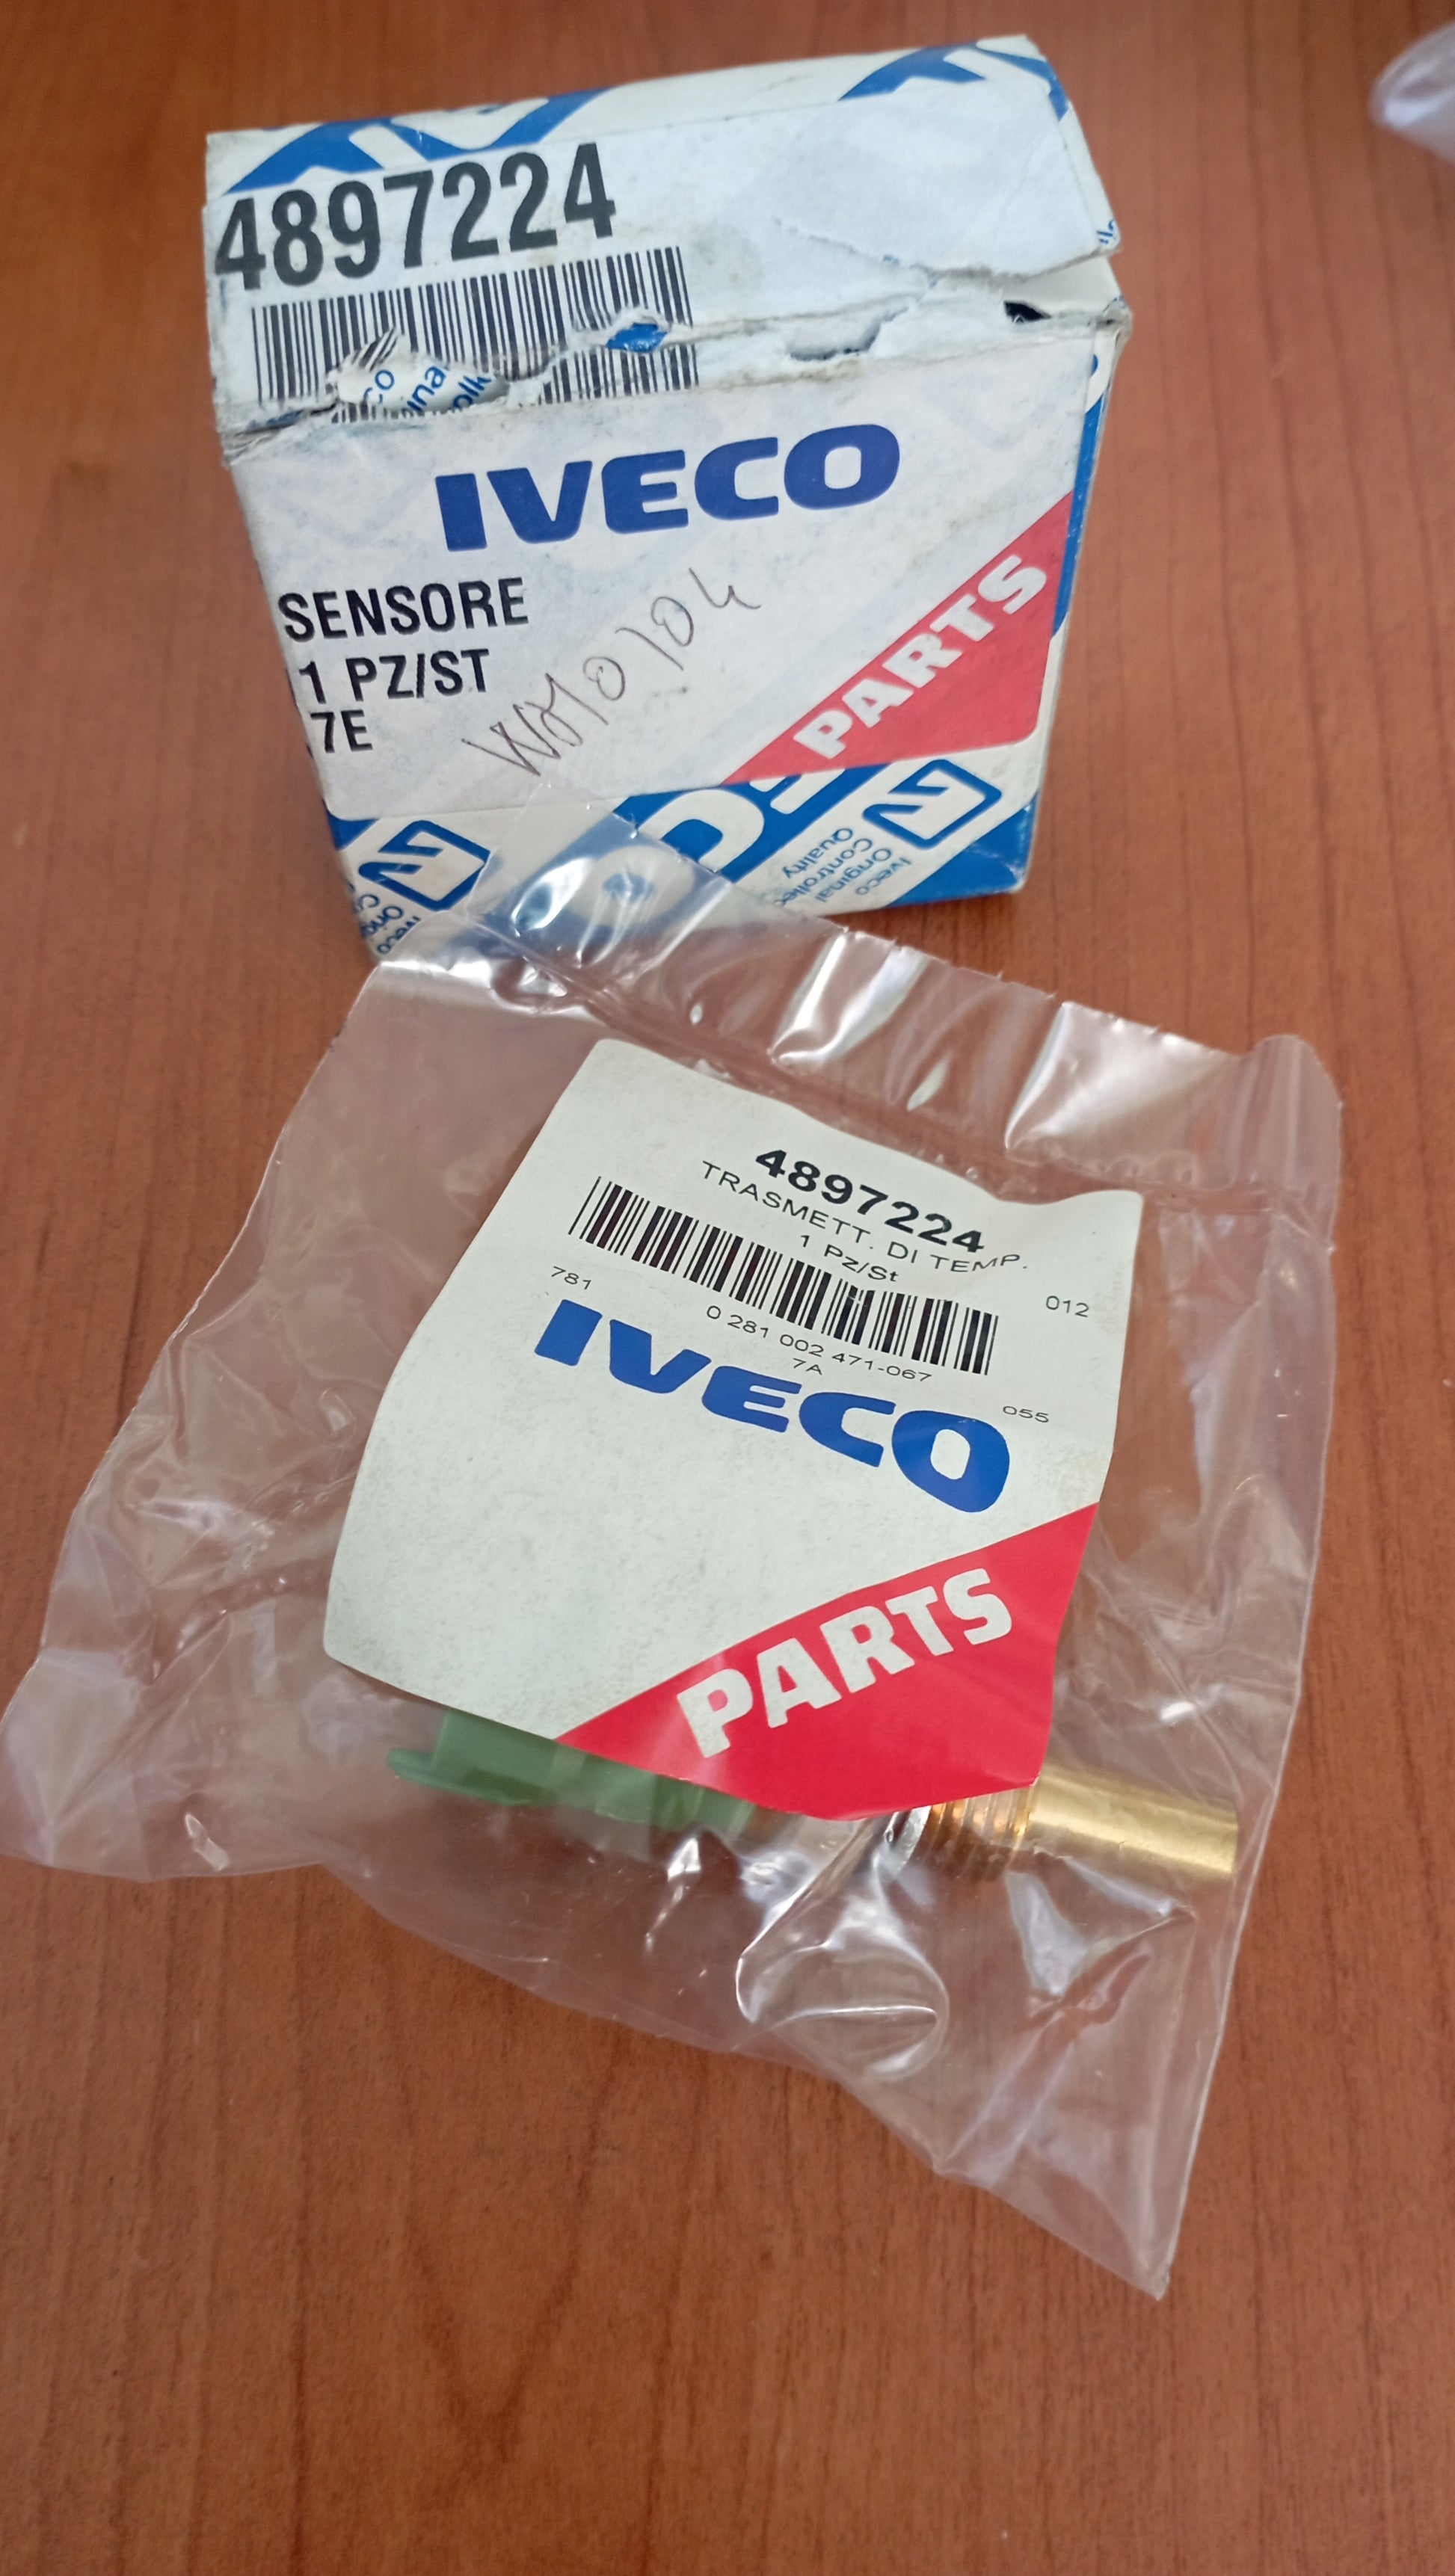 4897224
IVECO
SENSORE
1 PZ/ST
7E
PARTS
Iveco
Original
Controlled
Quality
4897224
TRASMETT. DI TEMP.
1 Pz/St
781
012
0 281 002 471-067
7A
055
IVECO
PARTS